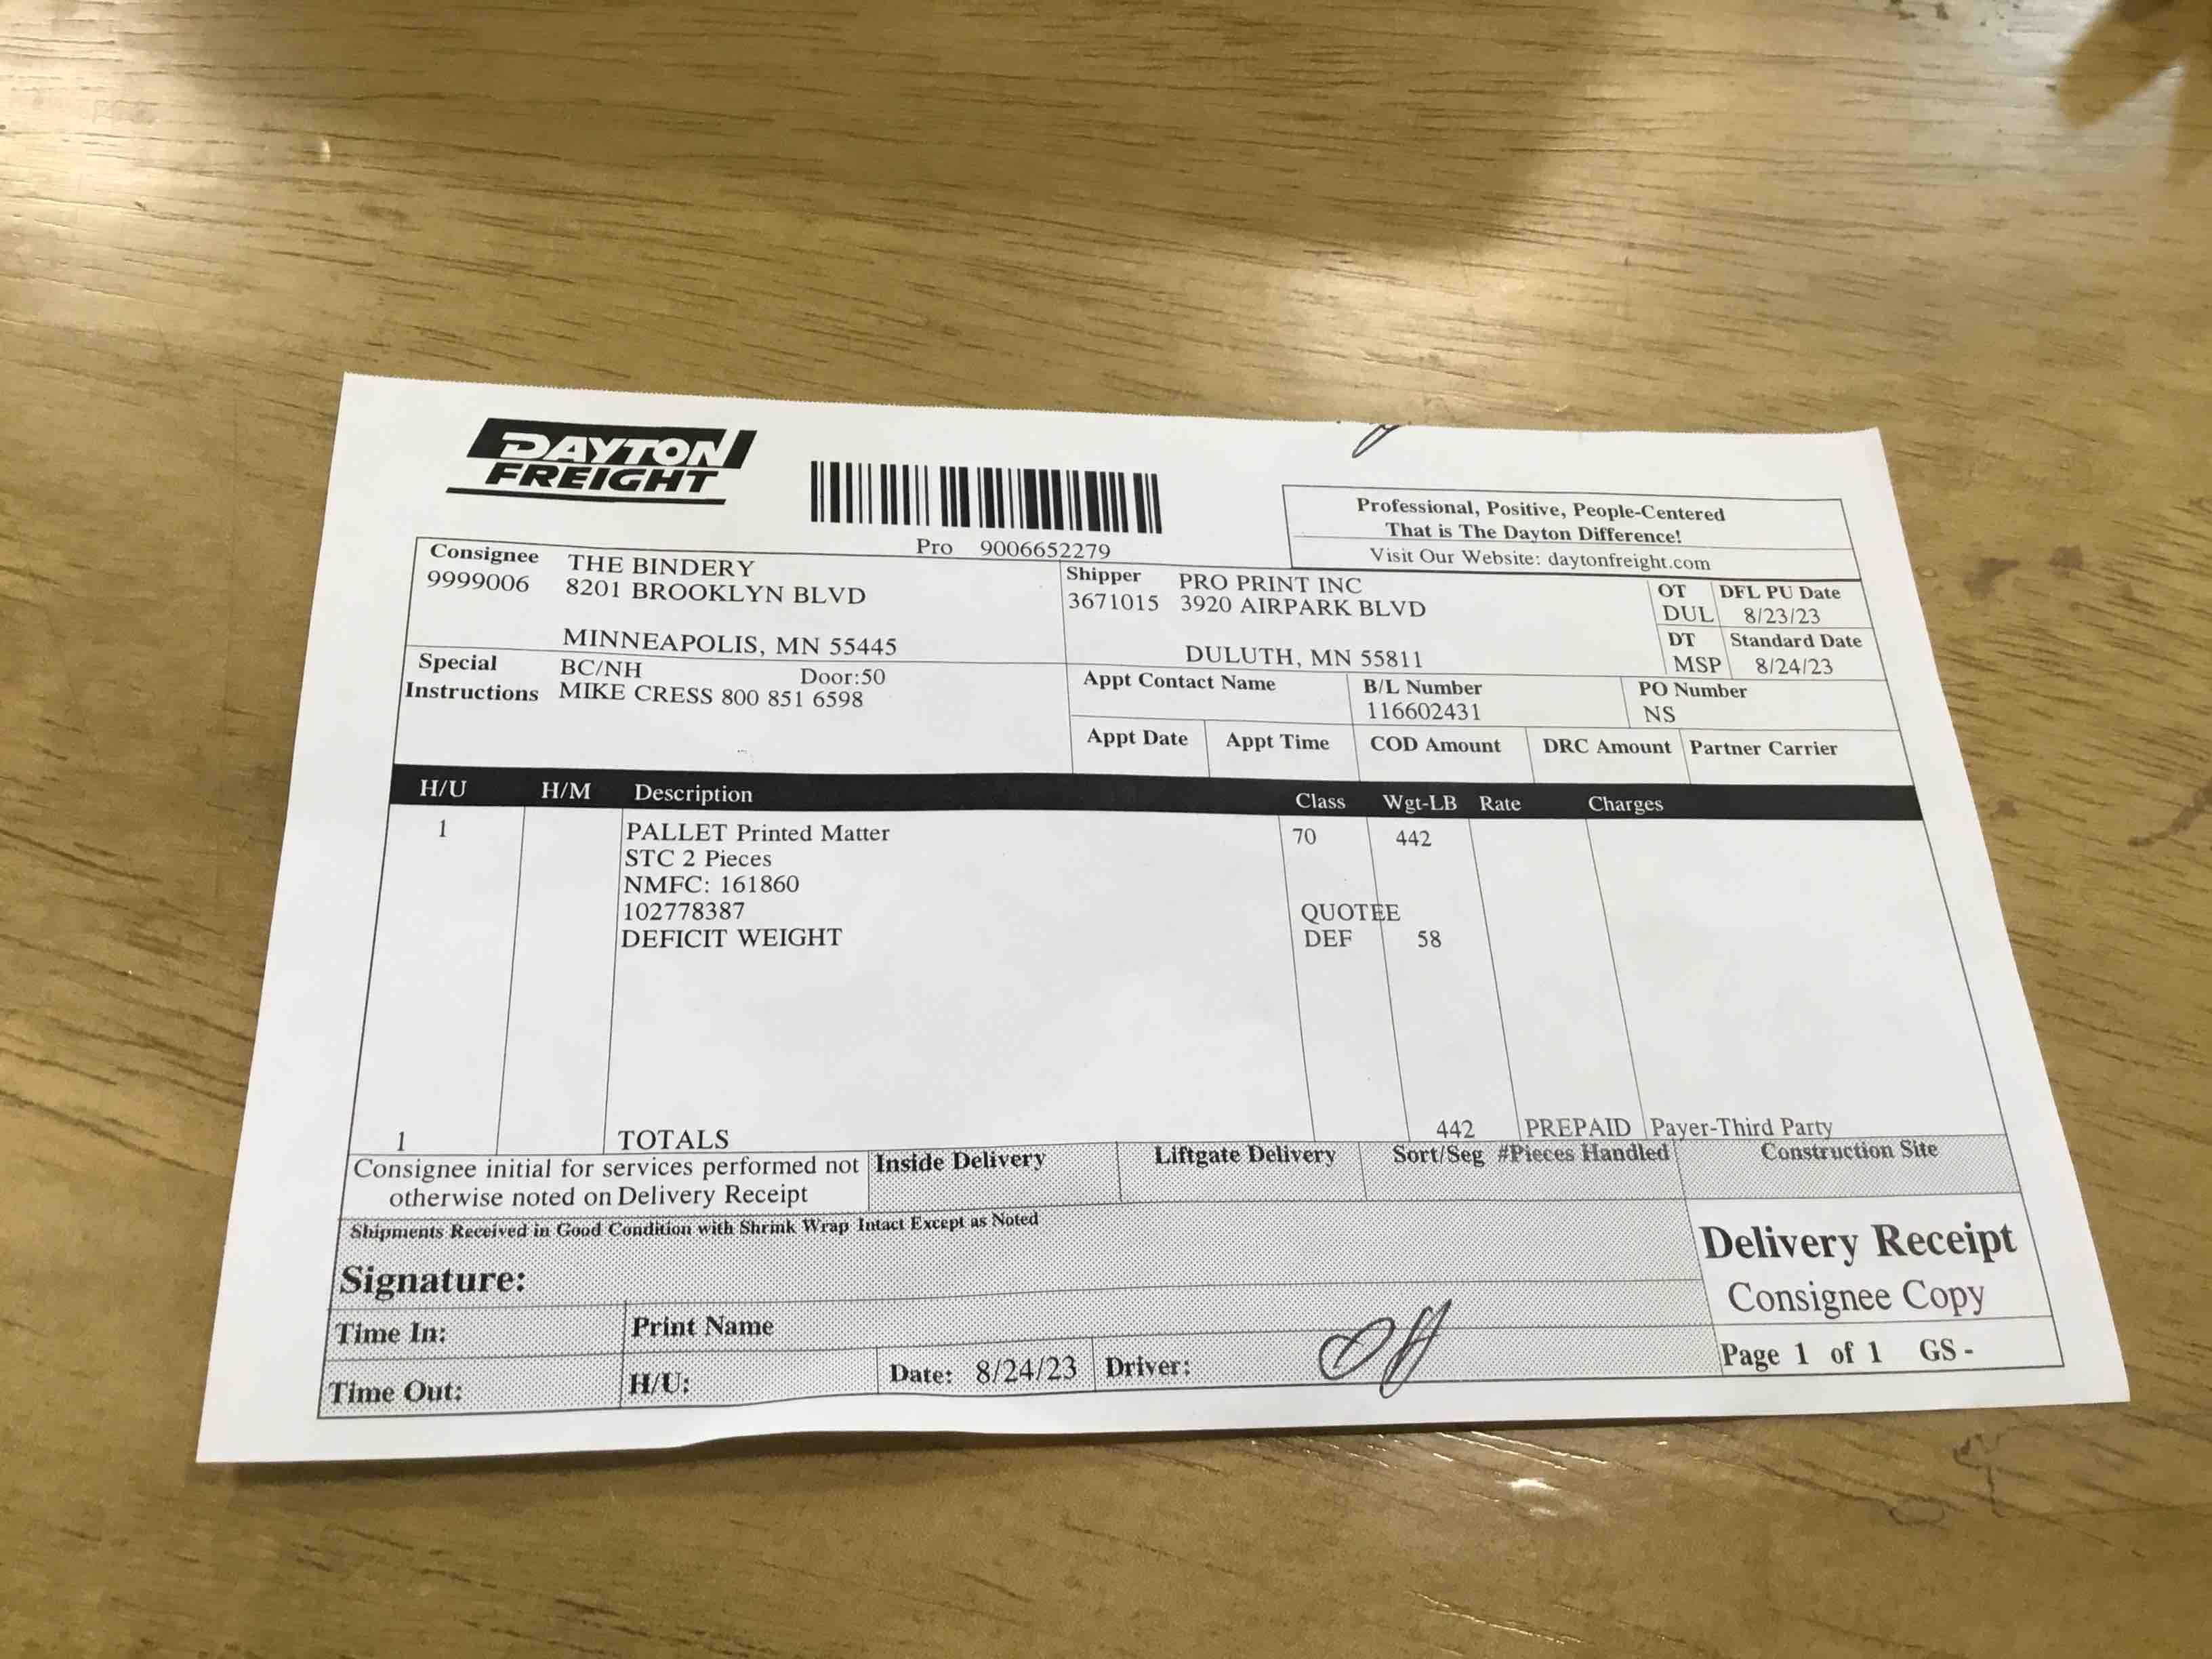 DAYTON
FREIGHT
Pro 9006652279
Professional, Positive, People-Centered
That is The Dayton Difference!
Visit Our Website: daytonfreight.com
Consignee THE BINDERY
9999006 8201 BROOKLYN BLVD
MINNEAPOLIS, MN 55445
Shipper PRO PRINT INC
3671015 3920 AIRPARK BLVD
DULUTH, MN 55811
OT DFL PU Date
DUL 8/23/23
DT Standard Date
MSP 8/24/23
Special BC/NH Door:50
Instructions MIKE CRESS 800 851 6598
Appt Contact Name B/L Number PO Number
116602431 NS
Appt Date Appt Time COD Amount DRC Amount Partner Carrier
H/U H/M Description Class Wgt-LB Rate Charges
1 PALLET Printed Matter 70 442
STC 2 Pieces
NMFC: 161860
102778387 QUOTEE
DEFICIT WEIGHT DEF 58
1 TOTALS 442 PREPAID Payer-Third Party
Consignee initial for services performed not Inside Delivery Liftgate Delivery Sort/Seg #Pieces Handled Construction Site
otherwise noted on Delivery Receipt
Shipments Received in Good Condition with Shrink Wrap Intact Except as Noted
Signature:
Delivery Receipt
Consignee Copy
Time In: Print Name
Time Out: H/U: Date: 8/24/23 Driver:
Page 1 of 1 GS -